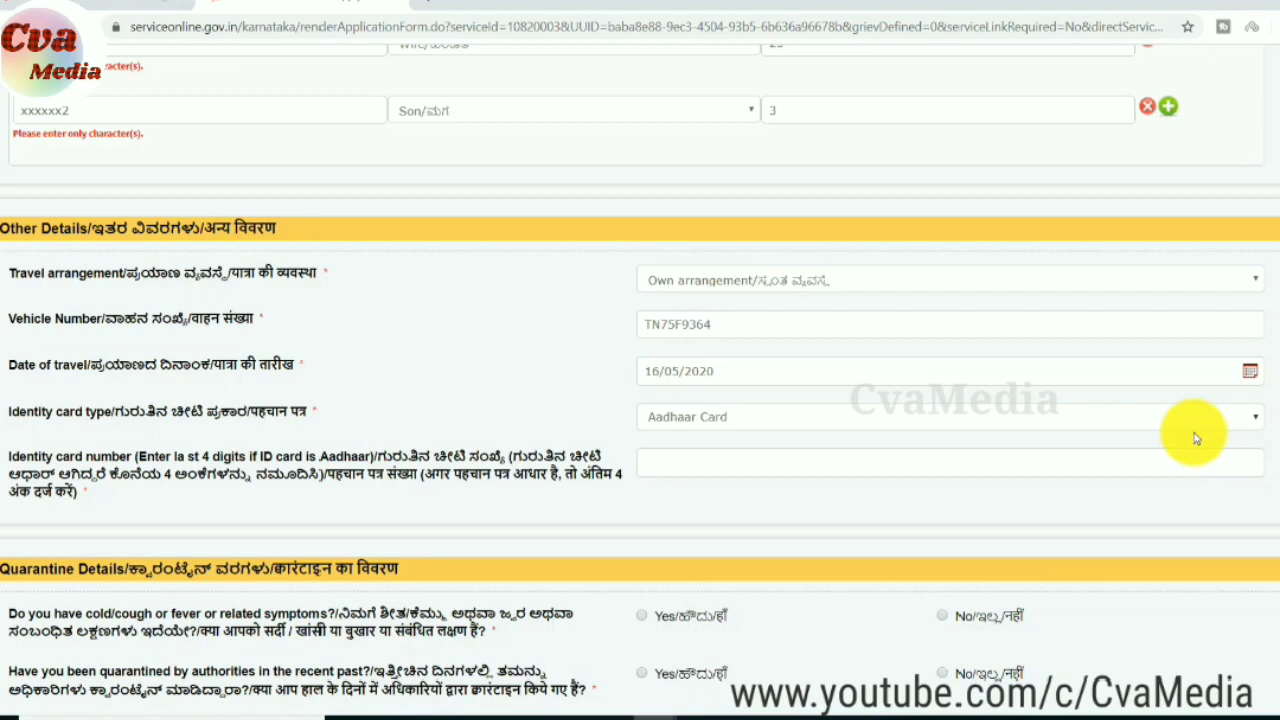 Cva
Media
serviceonline.gov.in/karnataka/renderApplicationForm.do?serviceId=10820003&UUID=baba8e88-9ec3-4504-93b5-6b636a96678b&grievDefined=0&serviceLinkRequired=No&directServic...
racter(s).
xxxxxx2 Son/ಮಗ 3
Please enter only character(s).
Other Details/ಇತರ ವಿವರಗಳು/अन्य विवरण
Travel arrangement/ಪ್ರಯಾಣ ವ್ಯವಸ್ಥೆ/यात्रा की व्यवस्था * Own arrangement/ಸ್ವಂತ ವ್ಯವಸ್ಥೆ
Vehicle Number/ವಾಹನ ಸಂಖ್ಯೆ/वाहन संख्या * TN75F9364
Date of travel/ಪ್ರಯಾಣದ ದಿನಾಂಕ/यात्रा की तारीख * 16/05/2020
CvaMedia
Identity card type/ಗುರುತಿನ ಚೀಟಿ ಪ್ರಕಾರ/पहचान पत्र * Aadhaar Card
Identity card number (Enter la st 4 digits if ID card is Aadhaar)/ಗುರುತಿನ ಚೀಟಿ ಸಂಖ್ಯೆ (ಗುರುತಿನ ಚೀಟಿ
ಆಧಾರ್ ಆಗಿದ್ದರೆ ಕೊನೆಯ 4 ಅಂಕೆಗಳನ್ನು ನಮೂದಿಸಿ)/पहचान पत्र संख्या (अगर पहचान पत्र आधार है, तो अंतिम 4
अंक दर्ज करें) *
Quarantine Details/ಕ್ವಾರಂಟೈನ್ ವರಗಳು/क्वारंटाइन का विवरण
Do you have cold/cough or fever or related symptoms?/ನಿಮಗೆ ಶೀತ/ಕೆಮ್ಮು ಅಥವಾ ಜ್ವರ ಅಥವಾ
ಸಂಬಂಧಿತ ಲಕ್ಷಣಗಳು ಇದೆಯೇ?/क्या आपको सर्दी / खांसी या बुखार या संबंधित लक्षण हैं? *
Yes/ಹೌದು/हाँ No/ಇಲ್ಲ/नहीं
Have you been quarantined by authorities in the recent past?/ಇತ್ತೀಚಿನ ದಿನಗಳಲ್ಲಿ ತಮನ್ನು
ಅಧಿಕಾರಿಗಳು ಕ್ವಾರಂಟೈನ್ ಮಾಡಿದ್ದಾರಾ?/क्या आप हाल के दिनों में अधिकारियों द्वारा क्वारंटाइन किये गए हैं? *
Yes/ಹೌದು/हाँ No/ಇಲ್ಲ/नहीं
www.youtube.com/c/CvaMedia